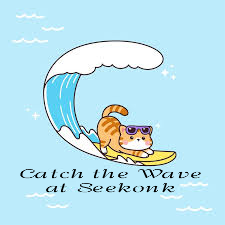 Catch the Wave
at Seekonk